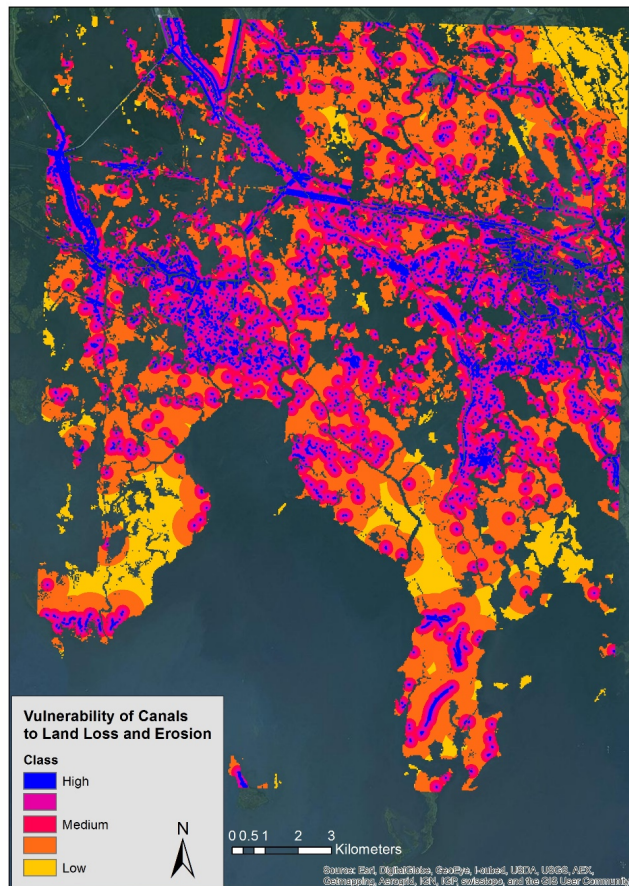 Vulnerability of Canals
to Land Loss and Erosion
Class
High
Medium
Low
N
0 0.5 1 2 3
Kilometers
Source: Esri, DigitalGlobe, GeoEye, i-cubed, USDA, USGS, AEX,
Getmapping, Aerogrid, IGN, IGP, swisstopo, and the GIS User Community